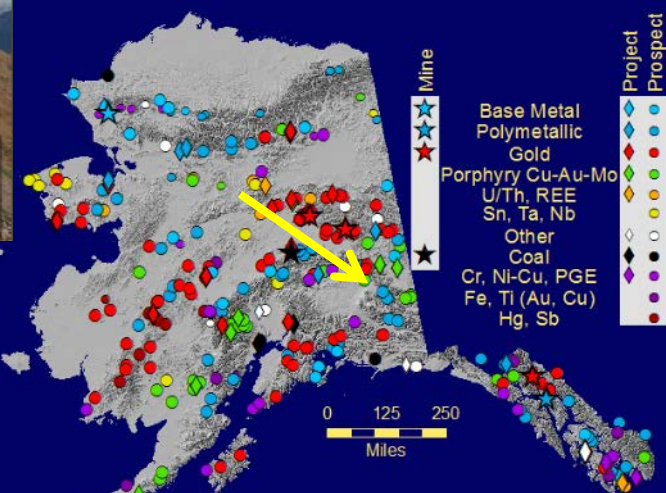 Mine
Project
Prospect
Base Metal
Polymetallic
Gold
Porphyry Cu-Au-Mo
U/Th, REE
Sn, Ta, Nb
Other
Coal
Cr, Ni-Cu, PGE
Fe, Ti (Au, Cu)
Hg, Sb
0 125 250
Miles